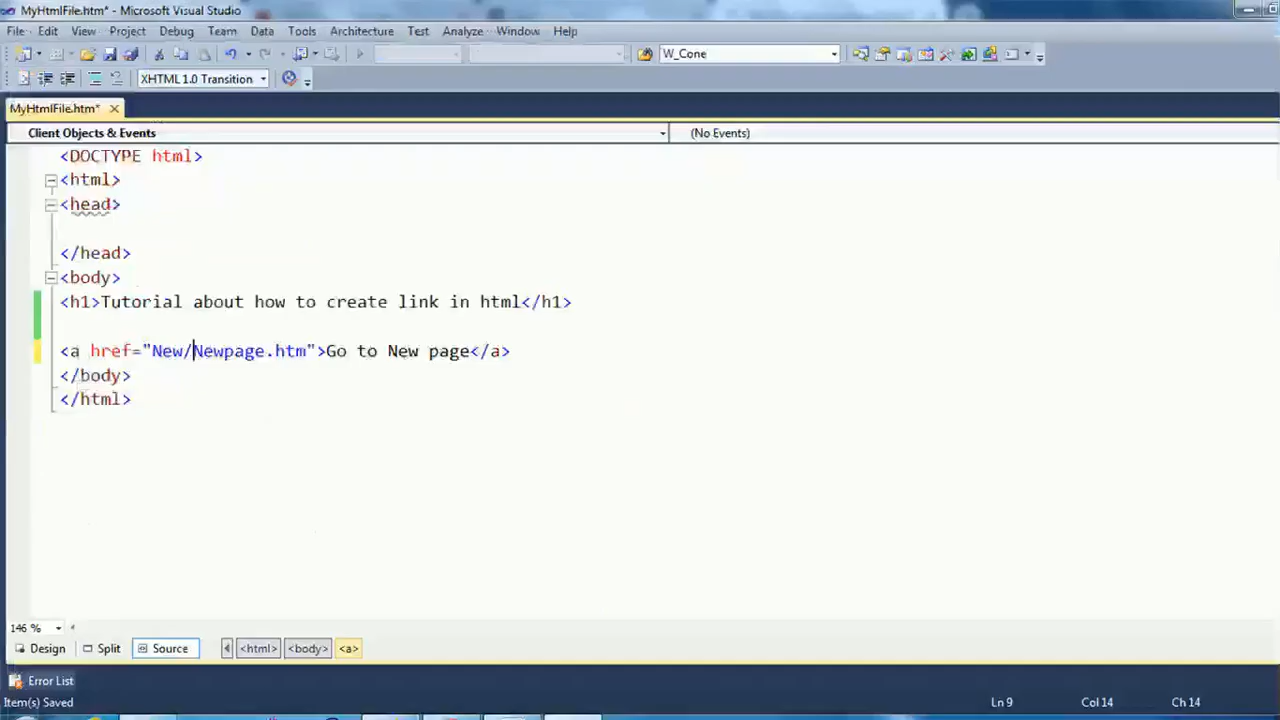 MyHtmlFile.htm* - Microsoft Visual Studio
File Edit View Project Debug Team Data Tools Architecture Test Analyze Window Help
W_Cone
XHTML 1.0 Transition
MyHtmlFile.htm*
Client Objects & Events (No Events)
<DOCTYPE html>
<html>
<head>
</head>
<body>
<h1>Tutorial about how to create link in html</h1>
<a href="New/Newpage.htm">Go to New page</a>
</body>
</html>
146 %
Design Split Source <html> <body> <a>
Error List
Item(s) Saved Ln 9 Col 14 Ch 14